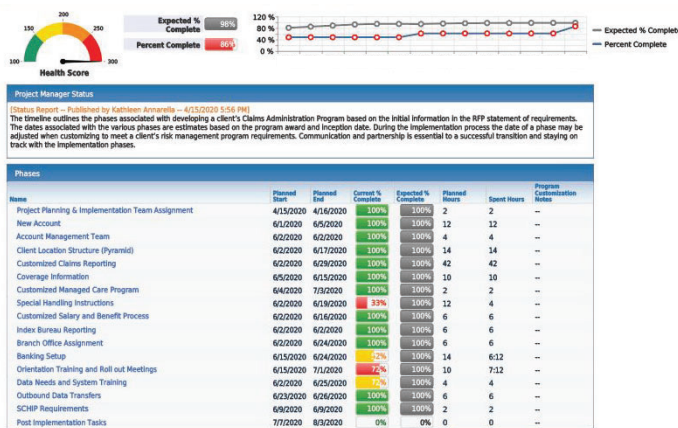 Expected % Complete 98%
Percent Complete 86%
150 200 250
100 300
Health Score
120 %
80 %
40 %
0 %
Expected % Complete
Percent Complete
Project Manager Status
[Status Report -- Published by Kathleen Annarella -- 4/15/2020 5:56 PM]
The timeline outlines the phases associated with developing a client's Claims Administration Program based on the initial information in the RFP statement of requirements.
The dates associated with the various phases are estimates based on the program award and inception date. During the implementation process the date of a phase may be
adjusted when customizing to meet a client's risk management program requirements. Communication and partnership is essential to a successful transition and staying on
track with the implementation phases.
Phases
Name Planned Start Planned End Current % Complete Expected % Complete Planned Hours Spent Hours Program Customization Notes
Project Planning & Implementation Team Assignment 4/15/2020 4/16/2020 100% 100% 2 2 --
New Account 6/1/2020 6/5/2020 100% 100% 12 12 --
Account Management Team 6/2/2020 6/2/2020 100% 100% 4 4 --
Client Location Structure (Pyramid) 6/2/2020 6/17/2020 100% 100% 14 14 --
Customized Claims Reporting 6/2/2020 6/29/2020 100% 100% 42 42 --
Coverage Information 6/5/2020 6/15/2020 100% 100% 10 10 --
Customized Managed Care Program 6/4/2020 7/3/2020 100% 100% 2 2 --
Special Handling Instructions 6/2/2020 6/19/2020 33% 100% 12 4 --
Customized Salary and Benefit Process 6/2/2020 6/16/2020 100% 100% 6 6 --
Index Bureau Reporting 6/2/2020 6/2/2020 100% 100% 6 6 --
Branch Office Assignment 6/2/2020 6/24/2020 100% 100% 6 6 --
Banking Setup 6/15/2020 6/24/2020 100% 14 6:12 --
Orientation Training and Roll out Meetings 6/15/2020 7/1/2020 72% 100% 10 7:12 --
Data Needs and System Training 6/2/2020 6/25/2020 100% 4 4 --
Outbound Data Transfers 6/23/2020 6/26/2020 100% 100% 6 6 --
SCHIP Requirements 6/9/2020 6/9/2020 100% 100% 2 2 --
Post Implementation Tasks 7/7/2020 8/3/2020 0% 0% 0 0 --